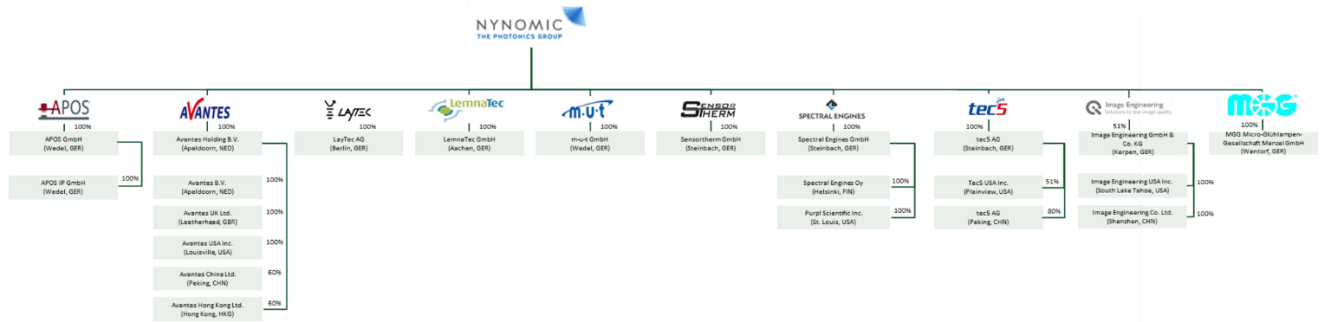 NYNOMIC
THE PHOTONICS GROUP
APOS
100%
APOS GmbH
(Wedel, GER)
100%
APOS IP GmbH
(Wedel, GER)
AVANTES
100%
Avantes Holding B.V.
(Apeldoorn, NED)
Avantes B.V.
(Apeldoorn, NED)
100%
Avantes UK Ltd.
(Leatherhead, GBR)
100%
Avantes USA Inc.
(Louisville, USA)
100%
Avantes China Ltd.
(Peking, CHN)
60%
Avantes Hong Kong Ltd.
(Hong Kong, HKG)
60%
LAYTEC
100%
LayTec AG
(Berlin, GER)
LemnaTec
100%
LemnaTec GmbH
(Aachen, GER)
m·u·t
100%
m-u-t GmbH
(Wedel, GER)
SENSORTHERM
100%
Sensortherm GmbH
(Steinbach, GER)
SPECTRAL ENGINES
100%
Spectral Engines GmbH
(Steinbach, GER)
Spectral Engines Oy
(Helsinki, FIN)
100%
Purpl Scientific Inc.
(St. Louis, USA)
100%
tec5
100%
tec5 AG
(Steinbach, GER)
Tec5 USA Inc.
(Plainview, USA)
51%
tec5 AG
(Peking, CHN)
80%
Image Engineering
Solutions to test image quality
51%
Image Engineering GmbH &
Co. KG
(Kerpen, GER)
Image Engineering USA Inc.
(South Lake Tahoe, USA)
100%
Image Engineering Co. Ltd.
(Shenzhen, CHN)
100%
MGG
100%
MGG Micro-Glühlampen-
Gesellschaft Menzel GmbH
(Wentorf, GER)